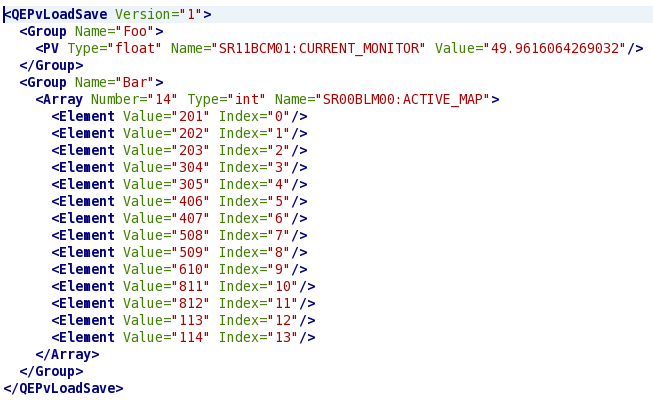 <QEPvLoadSave Version="1">
<Group Name="Foo">
<PV Type="float" Name="SR11BCM01:CURRENT_MONITOR" Value="49.9616064269032"/>
</Group>
<Group Name="Bar">
<Array Number="14" Type="int" Name="SR00BLM00:ACTIVE_MAP">
<Element Value="201" Index="0"/>
<Element Value="202" Index="1"/>
<Element Value="203" Index="2"/>
<Element Value="304" Index="3"/>
<Element Value="305" Index="4"/>
<Element Value="406" Index="5"/>
<Element Value="407" Index="6"/>
<Element Value="508" Index="7"/>
<Element Value="509" Index="8"/>
<Element Value="610" Index="9"/>
<Element Value="811" Index="10"/>
<Element Value="812" Index="11"/>
<Element Value="113" Index="12"/>
<Element Value="114" Index="13"/>
</Array>
</Group>
</QEPvLoadSave>